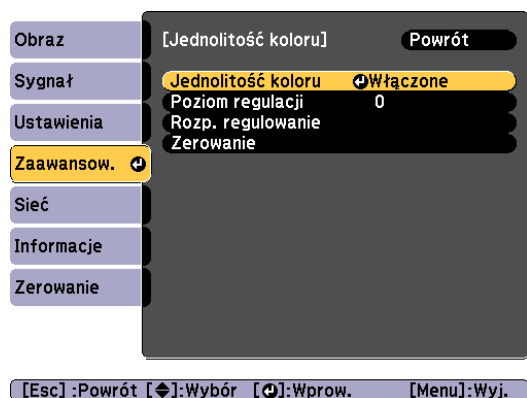 Obraz
Sygnał
Ustawienia
Zaawansow.
Sieć
Informacje
Zerowanie
[Jednolitość koloru] Powrót
Jednolitość koloru Włączone
Poziom regulacji 0
Rozp. regulowanie
Zerowanie
[Esc] :Powrót [◆]:Wybór [↵]:Wprow. [Menu]:Wyj.